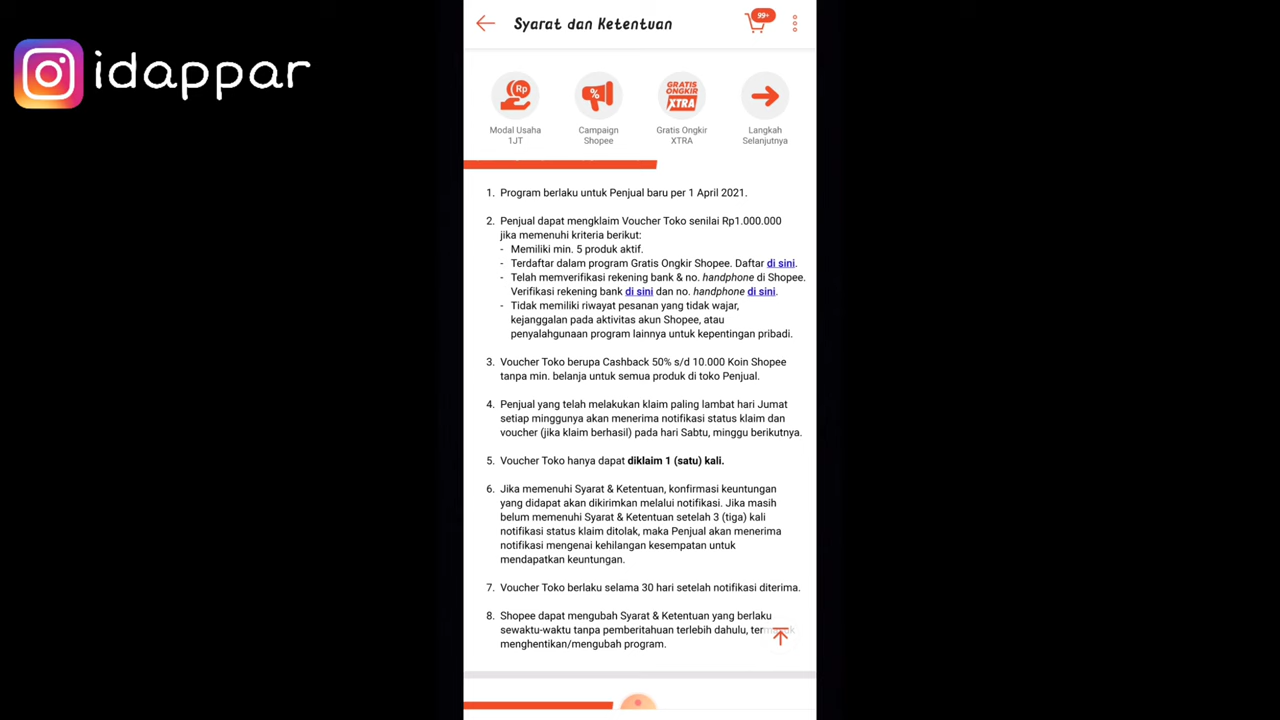 idappar
Syarat dan Ketentuan
99+
Rp
%
GRATIS
ONGKIR
XTRA
Modal Usaha
1JT
Campaign
Shopee
Gratis Ongkir
XTRA
Langkah
Selanjutnya
1. Program berlaku untuk Penjual baru per 1 April 2021.
2. Penjual dapat mengklaim Voucher Toko senilai Rp1.000.000
jika memenuhi kriteria berikut:
- Memiliki min. 5 produk aktif.
- Terdaftar dalam program Gratis Ongkir Shopee. Daftar di sini.
- Telah memverifikasi rekening bank & no. handphone di Shopee.
Verifikasi rekening bank di sini dan no. handphone di sini.
- Tidak memiliki riwayat pesanan yang tidak wajar,
kejanggalan pada aktivitas akun Shopee, atau
penyalahgunaan program lainnya untuk kepentingan pribadi.
3. Voucher Toko berupa Cashback 50% s/d 10.000 Koin Shopee
tanpa min. belanja untuk semua produk di toko Penjual.
4. Penjual yang telah melakukan klaim paling lambat hari Jumat
setiap minggunya akan menerima notifikasi status klaim dan
voucher (jika klaim berhasil) pada hari Sabtu, minggu berikutnya.
5. Voucher Toko hanya dapat diklaim 1 (satu) kali.
6. Jika memenuhi Syarat & Ketentuan, konfirmasi keuntungan
yang didapat akan dikirimkan melalui notifikasi. Jika masih
belum memenuhi Syarat & Ketentuan setelah 3 (tiga) kali
notifikasi status klaim ditolak, maka Penjual akan menerima
notifikasi mengenai kehilangan kesempatan untuk
mendapatkan keuntungan.
7. Voucher Toko berlaku selama 30 hari setelah notifikasi diterima.
8. Shopee dapat mengubah Syarat & Ketentuan yang berlaku
sewaktu-waktu tanpa pemberitahuan terlebih dahulu, termasuk
menghentikan/mengubah program.